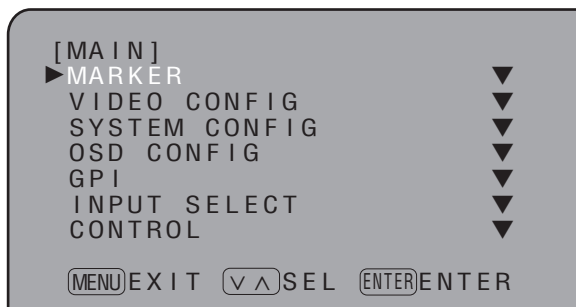 [MAIN]
▶MARKER ▼
VIDEO CONFIG ▼
SYSTEM CONFIG ▼
OSD CONFIG ▼
GPI ▼
INPUT SELECT ▼
CONTROL ▼
MENU EXIT ∨∧ SEL ENTER ENTER